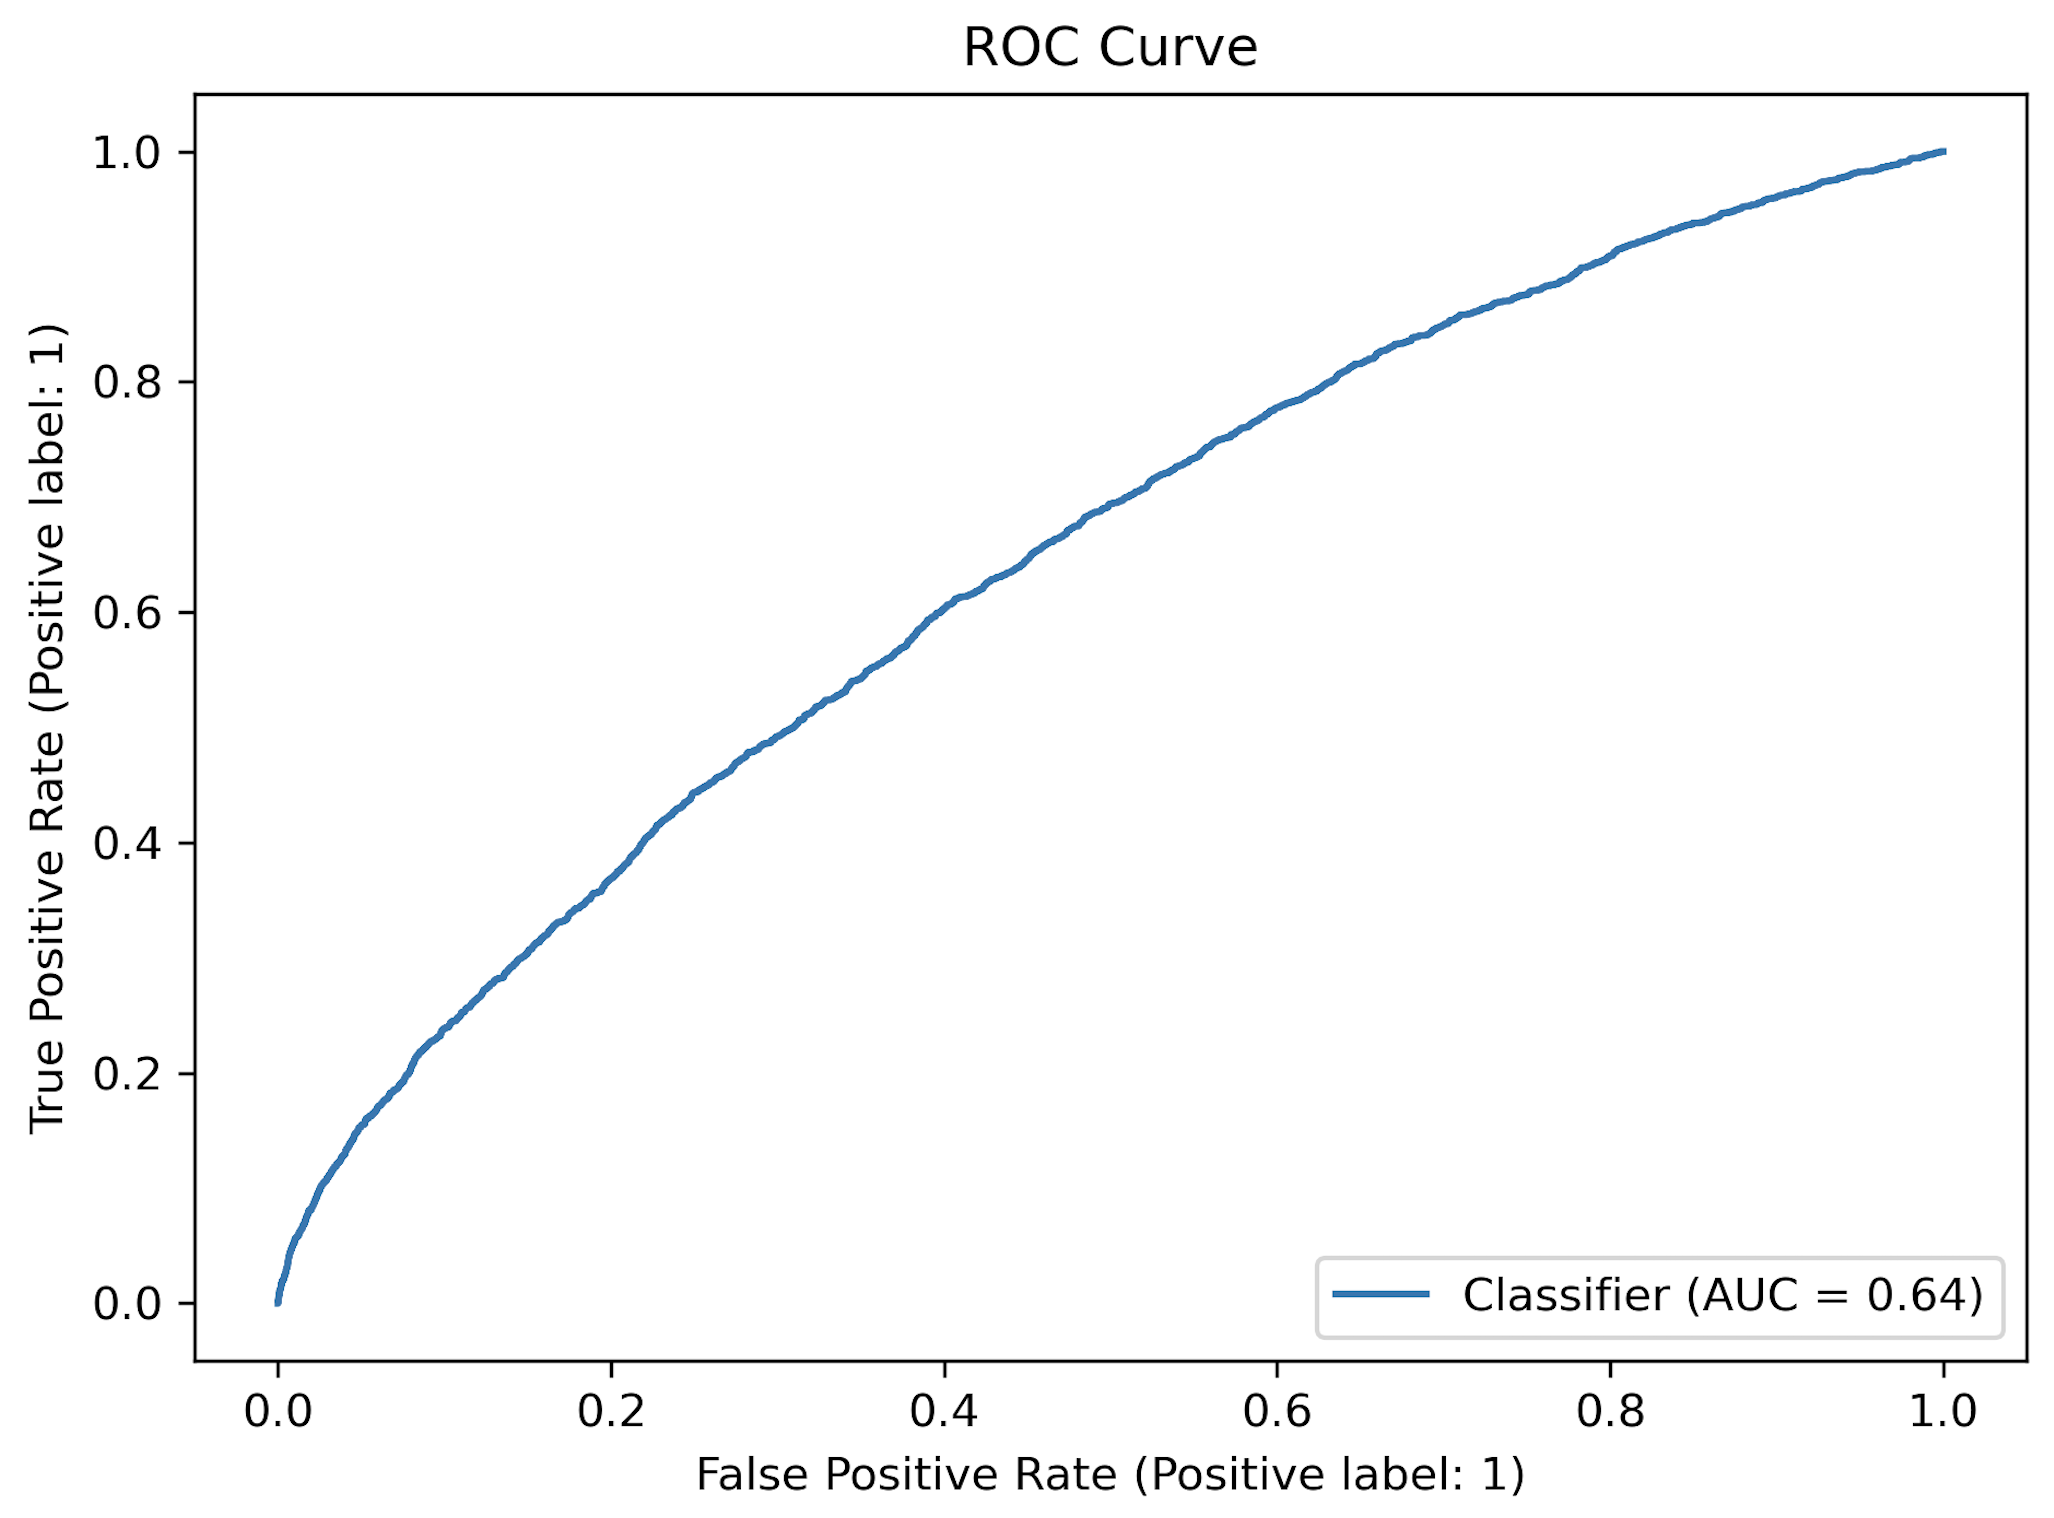 ROC Curve
True Positive Rate (Positive label: 1)
1.0
0.8
0.6
0.4
0.2
0.0
Classifier (AUC = 0.64)
0.0 0.2 0.4 0.6 0.8 1.0
False Positive Rate (Positive label: 1)